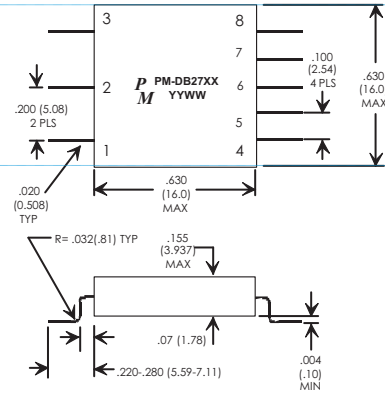 3
8
7
P M PM-DB27XX
YYWW
2
6
5
1
4
.100
(2.54)
4 PLS
.630
(16.0
MAX
.200 (5.08)
2 PLS
.020
(0.508)
TYP
.630
(16.0)
MAX
R= .032(.81) TYP
.155
(3.937)
MAX
.07 (1.78)
.220-.280 (5.59-7.11)
.004
(.10)
MIN